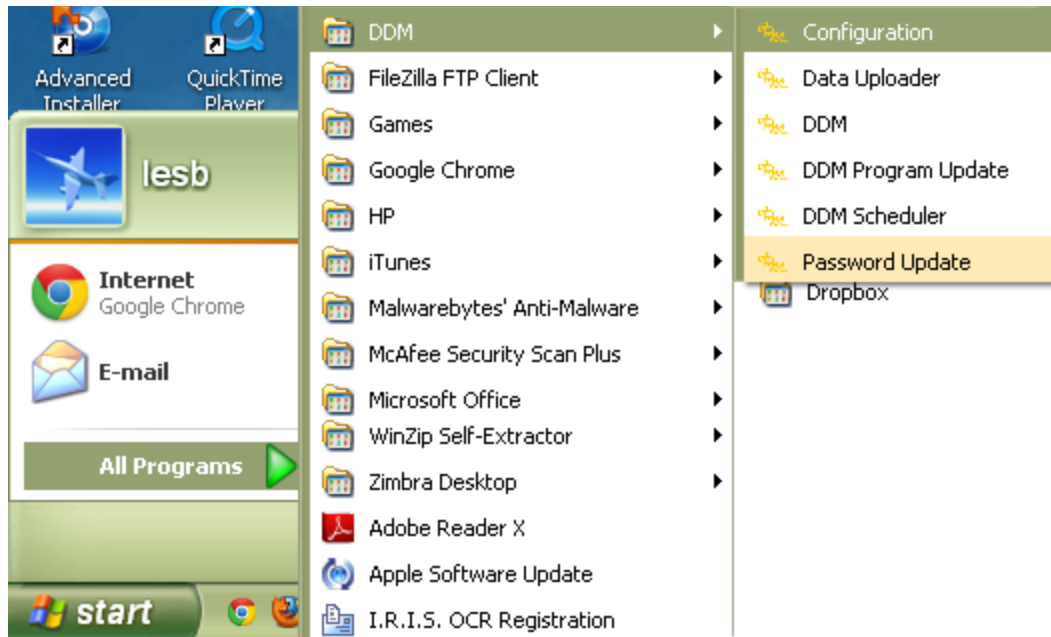 Advanced
Installer
QuickTime
Player
lesb
Internet
Google Chrome
E-mail
All Programs
start
DDM
FileZilla FTP Client
Games
Google Chrome
HP
iTunes
Malwarebytes' Anti-Malware
McAfee Security Scan Plus
Microsoft Office
WinZip Self-Extractor
Zimbra Desktop
Adobe Reader X
Apple Software Update
I.R.I.S. OCR Registration
Configuration
Data Uploader
DDM
DDM Program Update
DDM Scheduler
Password Update
Dropbox